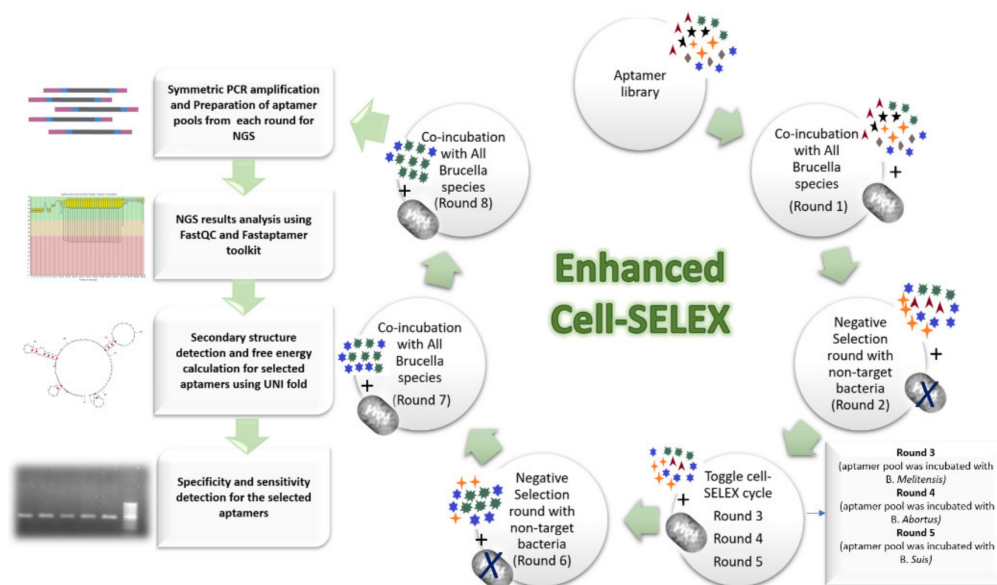 Aptamer
library
Co-incubation
with All
Brucella
species
(Round 1)
+
Negative
Selection
round with
non-target
bacteria
(Round 2)
+
X
Toggle cell-
SELEX cycle
Round 3
Round 4
Round 5
+
Round 3
(aptamer pool was incubated with
B. Melitensis)
Round 4
(aptamer pool was incubated with
B. Abortus)
Round 5
(aptamer pool was incubated with
B. Suis)
Negative
Selection
round with
non-target
bacteria
(Round 6)
+
X
Co-incubation
with All
Brucella
species
(Round 7)
+
Co-incubation
with All
Brucella
species
(Round 8)
+
Enhanced
Cell-SELEX
Symmetric PCR amplification
and Preparation of aptamer
pools from each round for
NGS
NGS results analysis using
FastQC and Fastaptamer
toolkit
Secondary structure
detection and free energy
calculation for selected
aptamers using UNI fold
Specificity and sensitivity
detection for the selected
aptamers